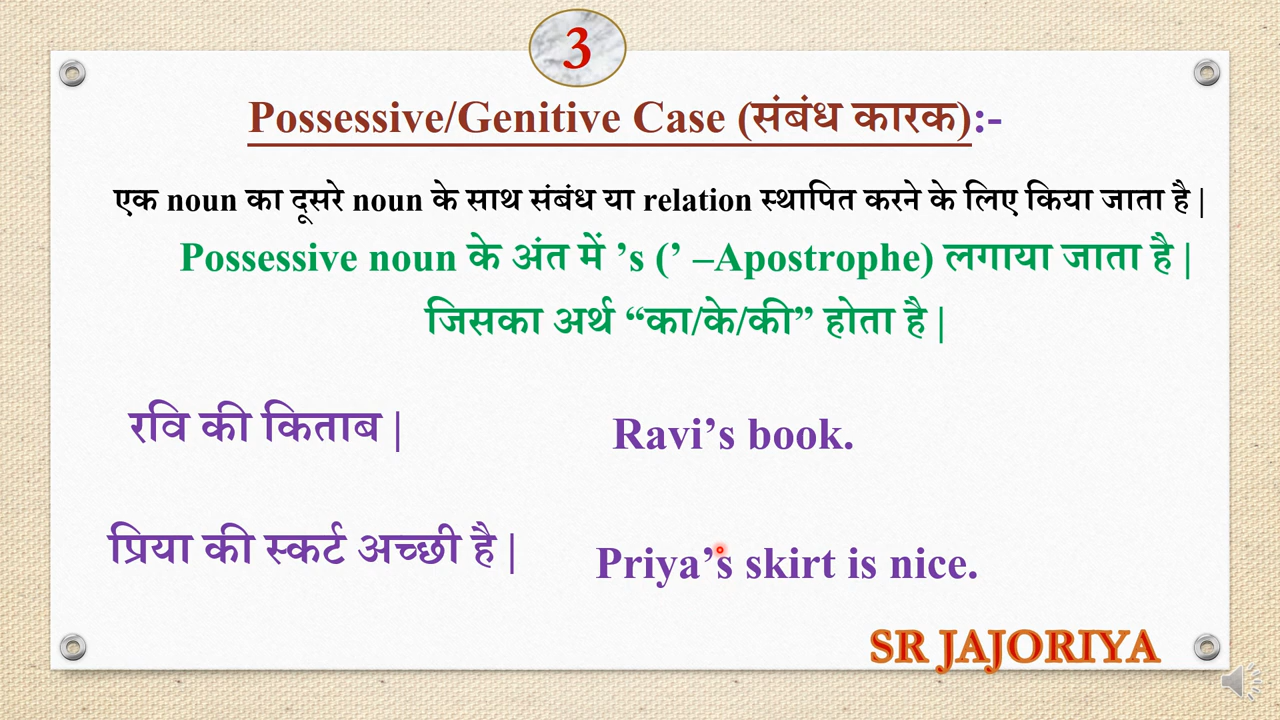 3
Possessive/Genitive Case (संबंध कारक):-
एक noun का दूसरे noun के साथ संबंध या relation स्थापित करने के लिए किया जाता है |
Possessive noun के अंत में ’s (’ –Apostrophe) लगाया जाता है |
जिसका अर्थ “का/के/की” होता है |
रवि की किताब |
Ravi’s book.
प्रिया की स्कर्ट अच्छी है |
Priya’s skirt is nice.
SR JAJORIYA